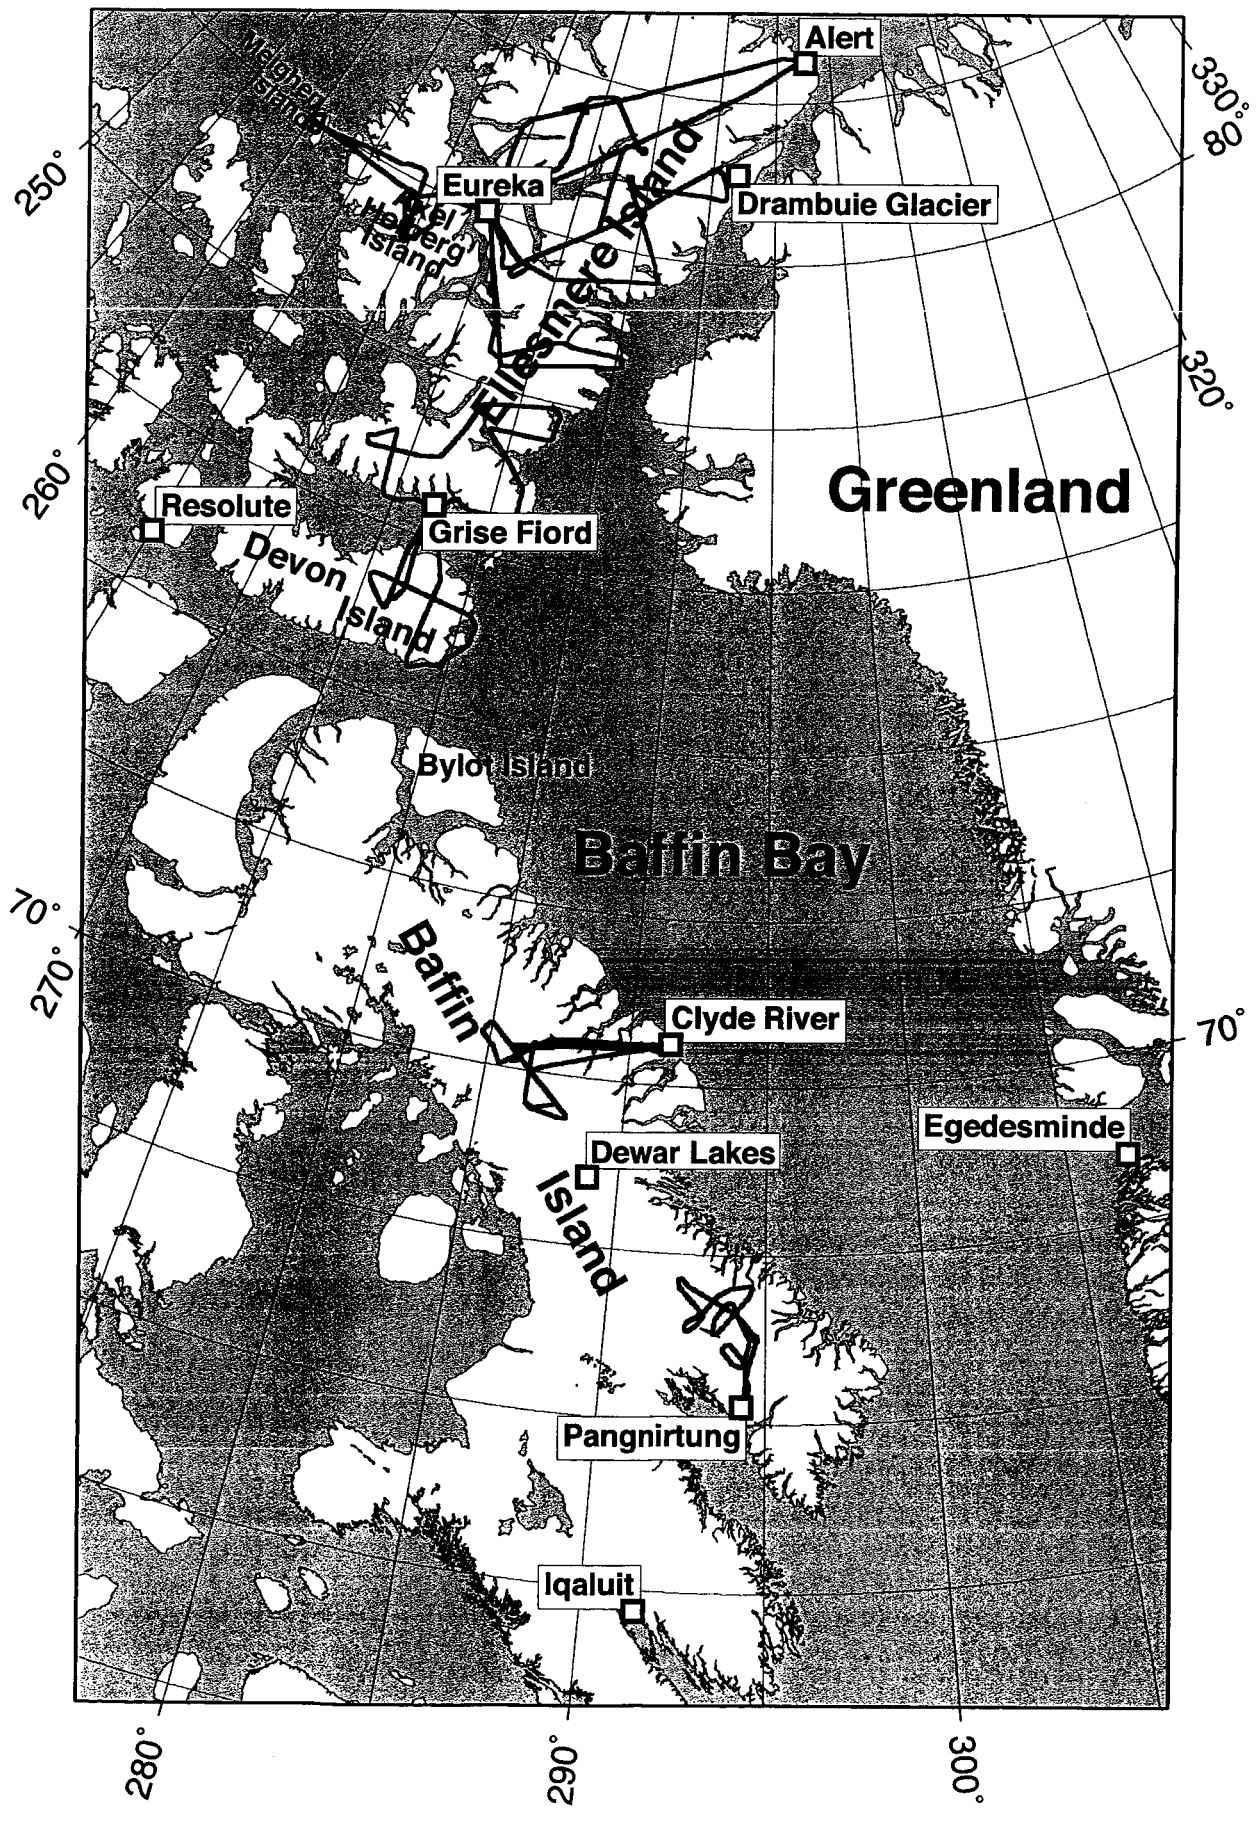 Alert
330°
80°
Meighen
Island
250°
Eureka
Drambuie Glacier
Axel
Heiberg
Island
Ellesmere Island
320°
260°
Resolute
Greenland
Grise Fiord
Devon
Island
Bylot Island
Baffin Bay
70°
270°
Baffin
Clyde River
70°
Egedesminde
Dewar Lakes
Island
Pangnirtung
Iqaluit
280°
290°
300°